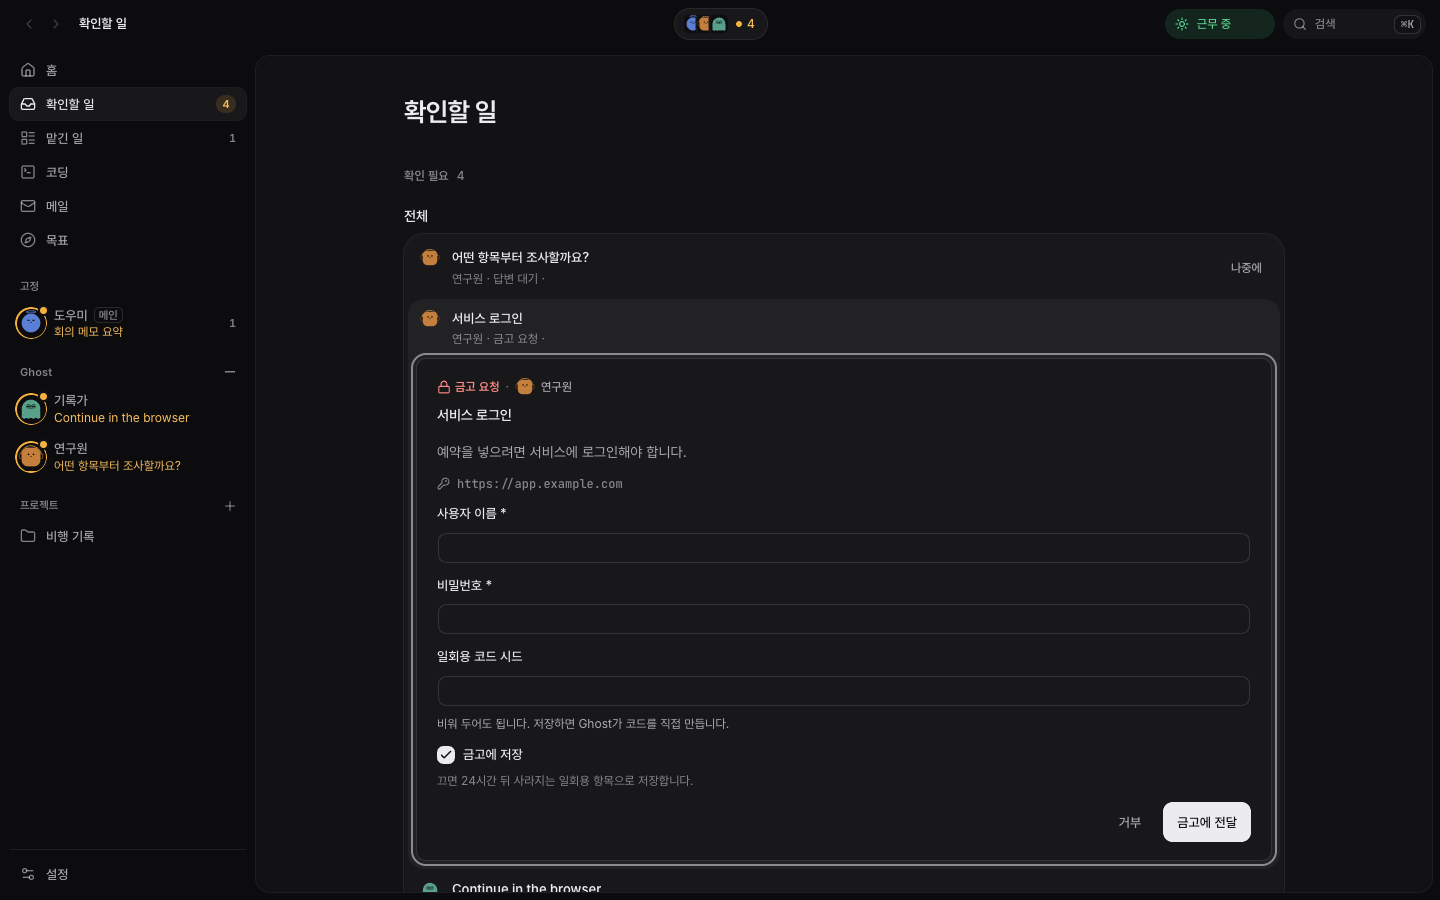 확인할 일
4
근무 중
검색
⌘K
홈
확인할 일
4
맡긴 일
1
코딩
메일
목표
고정
도우미 메인
회의 메모 요약
1
Ghost
기록가
Continue in the browser
연구원
어떤 항목부터 조사할까요?
프로젝트
비행 기록
설정
확인할 일
확인 필요 4
전체
어떤 항목부터 조사할까요?
연구원 · 답변 대기 ·
나중에
서비스 로그인
연구원 · 금고 요청 ·
금고 요청 · 연구원
서비스 로그인
예약을 넣으려면 서비스에 로그인해야 합니다.
https://app.example.com
사용자 이름 *
비밀번호 *
일회용 코드 시드
비워 두어도 됩니다. 저장하면 Ghost가 코드를 직접 만듭니다.
금고에 저장
끄면 24시간 뒤 사라지는 일회용 항목으로 저장합니다.
거부
금고에 전달
Continue in the browser